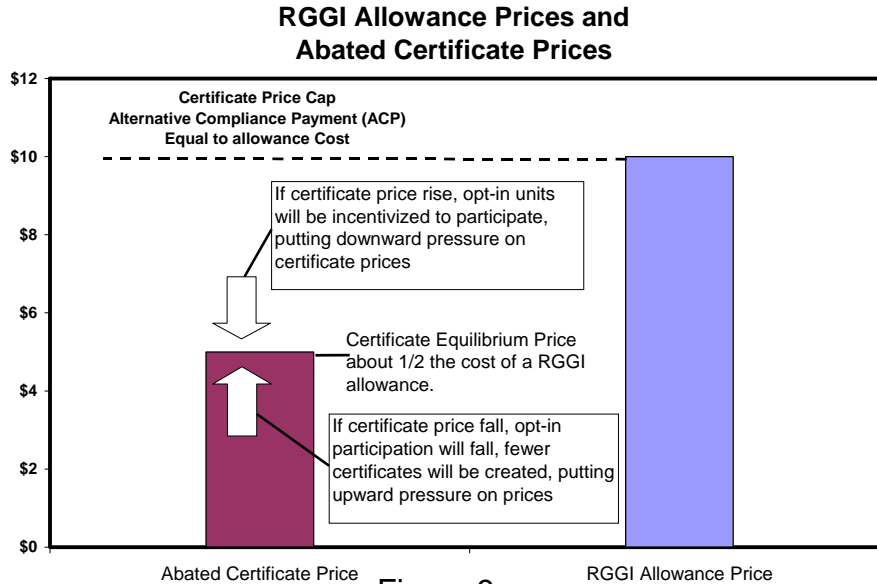 RGGI Allowance Prices and
Abated Certificate Prices
$12
$10
$8
$6
$4
$2
$0
Certificate Price Cap
Alternative Compliance Payment (ACP)
Equal to allowance Cost
If certificate price rise, opt-in units
will be incentivized to participate,
putting downward pressure on
certificate prices
Certificate Equilibrium Price
about 1/2 the cost of a RGGI
allowance.
If certificate price fall, opt-in
participation will fall, fewer
certificates will be created, putting
upward pressure on prices
Abated Certificate Price
RGGI Allowance Price